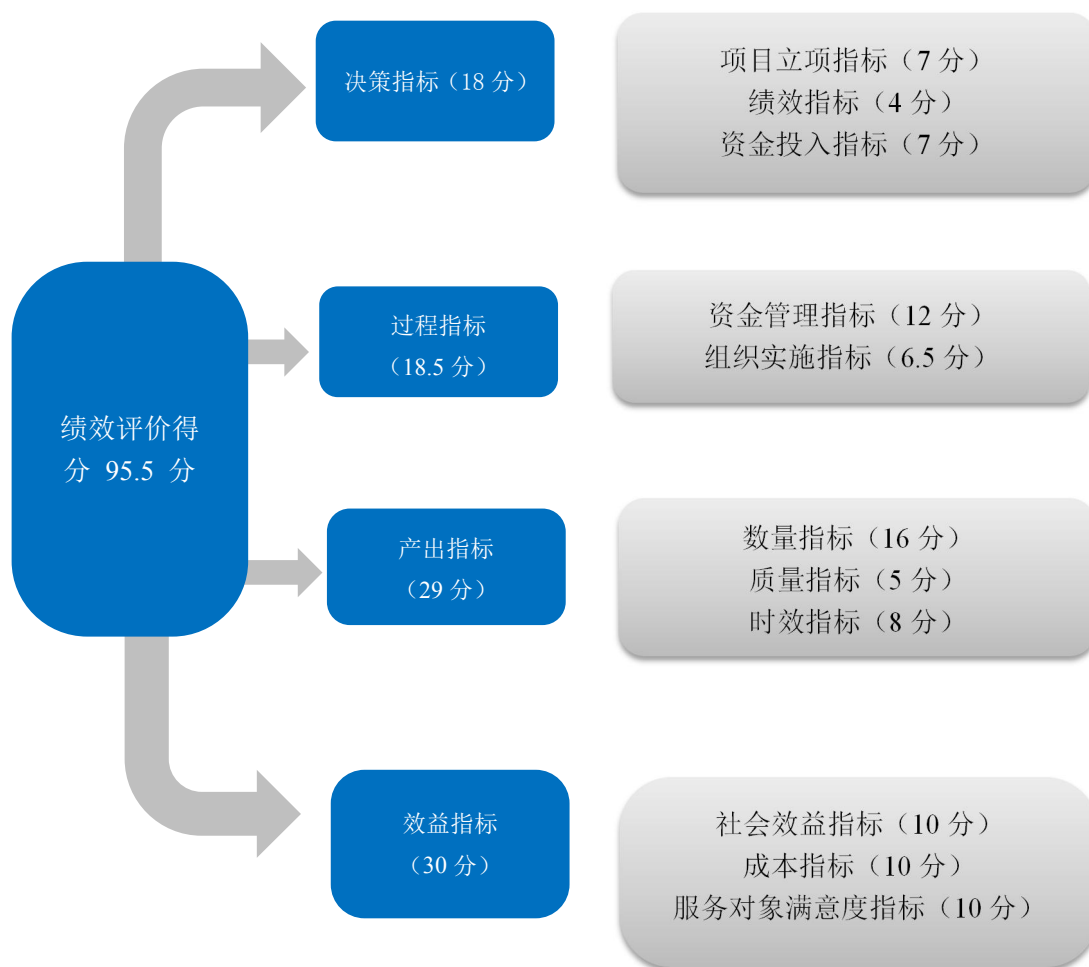 决策指标（18 分）
项目立项指标（7 分）
绩效指标（4 分）
资金投入指标（7 分）
绩效评价得
分 95.5 分
过程指标
（18.5 分）
资金管理指标（12 分）
组织实施指标（6.5 分）
产出指标
（29 分）
数量指标（16 分）
质量指标（5 分）
时效指标（8 分）
效益指标
（30 分）
社会效益指标（10 分）
成本指标（10 分）
服务对象满意度指标（10 分）